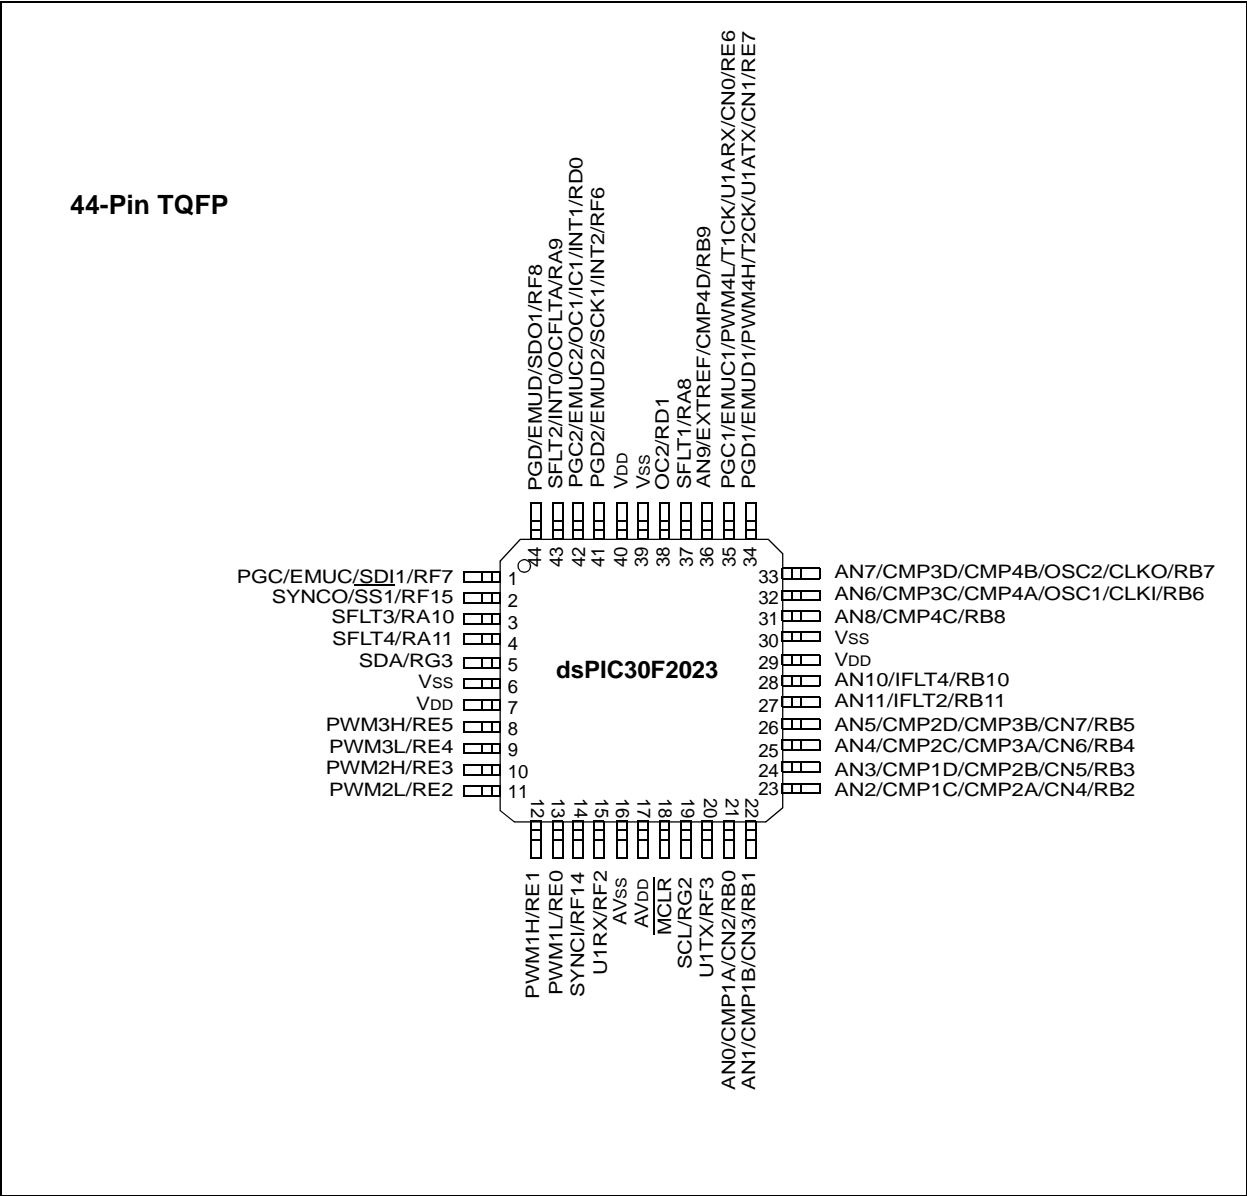 44-Pin TQFP
PGD/EMUD/SDO1/RF8
SFLT2/INT0/OCFLTA/RA9
PGC2/EMUC2/OC1/IC1/INT1/RD0
PGD2/EMUD2/SCK1/INT2/RF6
VDD
VSS
OC2/RD1
SFLT1/RA8
AN9/EXTREF/CMP4D/RB9
PGC1/EMUC1/PWM4L/T1CK/U1ARX/CN0/RE6
PGD1/EMUD1/PWM4H/T2CK/U1ATX/CN1/RE7
44
43
42
41
40
39
38
37
36
35
34
PGC/EMUC/SDI1/RF7 1
SYNCO/SS1/RF15 2
SFLT3/RA10 3
SFLT4/RA11 4
SDA/RG3 5
VSS 6
VDD 7
PWM3H/RE5 8
PWM3L/RE4 9
PWM2H/RE3 10
PWM2L/RE2 11
dsPIC30F2023
33 AN7/CMP3D/CMP4B/OSC2/CLKO/RB7
32 AN6/CMP3C/CMP4A/OSC1/CLKI/RB6
31 AN8/CMP4C/RB8
30 VSS
29 VDD
28 AN10/IFLT4/RB10
27 AN11/IFLT2/RB11
26 AN5/CMP2D/CMP3B/CN7/RB5
25 AN4/CMP2C/CMP3A/CN6/RB4
24 AN3/CMP1D/CMP2B/CN5/RB3
23 AN2/CMP1C/CMP2A/CN4/RB2
12
13
14
15
16
17
18
19
20
21
22
PWM1H/RE1
PWM1L/RE0
SYNCI/RF14
U1RX/RF2
AVSS
AVDD
MCLR
SCL/RG2
U1TX/RF3
AN0/CMP1A/CN2/RB0
AN1/CMP1B/CN3/RB1